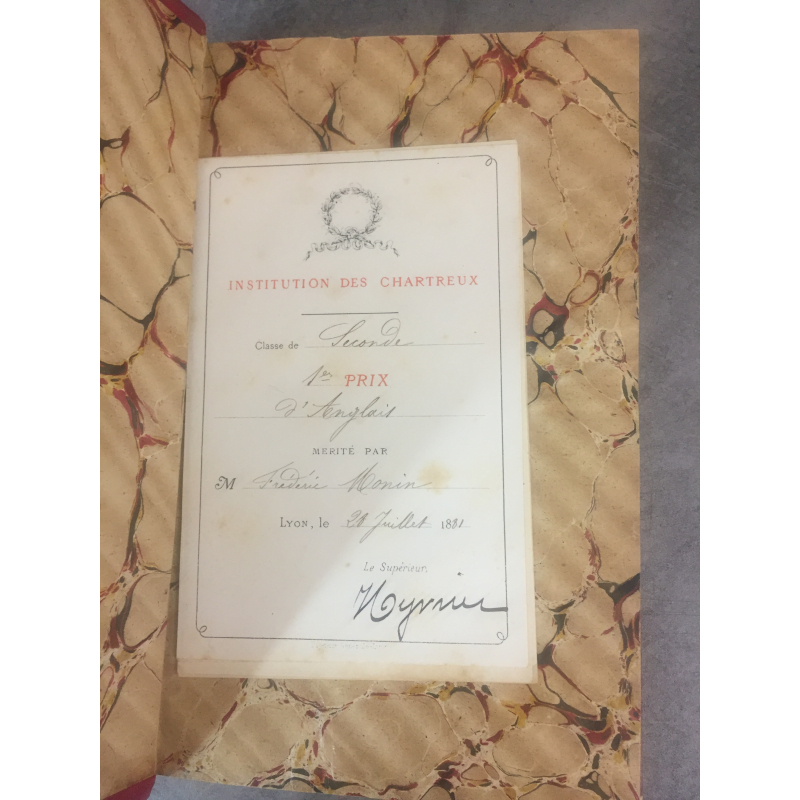 INSTITUTION DES CHARTREUX
Classe de Seconde
1er PRIX
d'Anglais
MÉRITÉ PAR
M Frédéric Monin
LYON, le 28 Juillet 1881
Le Supérieur.